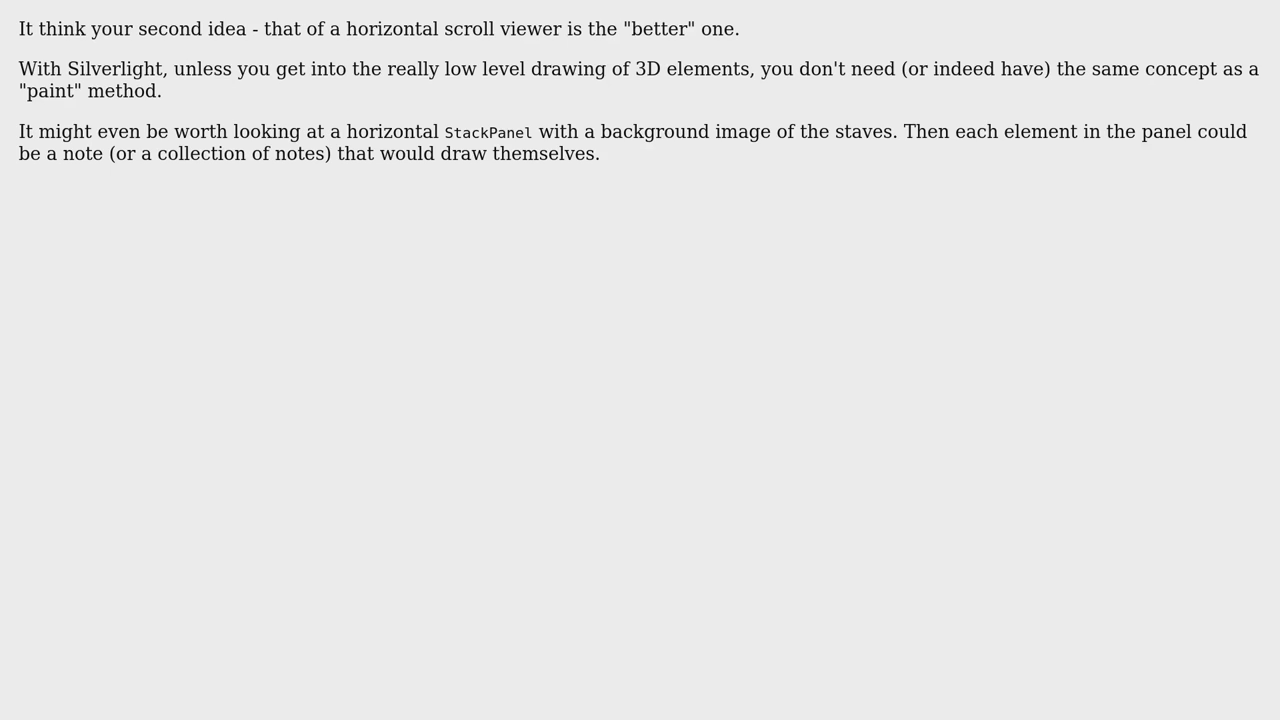 It think your second idea - that of a horizontal scroll viewer is the "better" one.
With Silverlight, unless you get into the really low level drawing of 3D elements, you don't need (or indeed have) the same concept as a
"paint" method.
It might even be worth looking at a horizontal StackPanel with a background image of the staves. Then each element in the panel could
be a note (or a collection of notes) that would draw themselves.